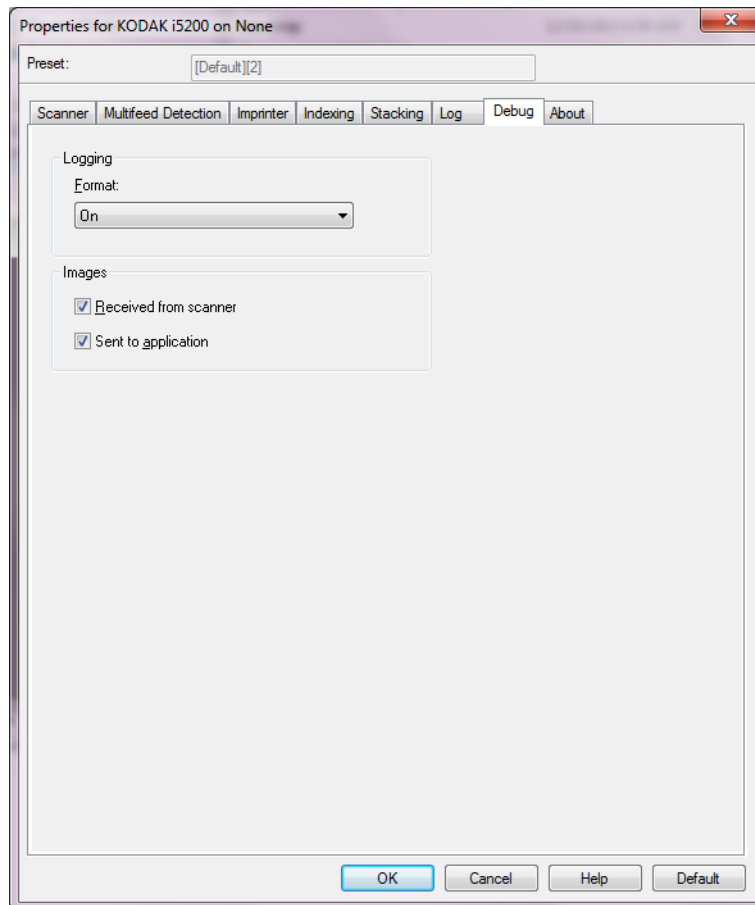 Properties for KODAK i5200 on None
Preset: [Default][2]
Scanner Multifeed Detection Imprinter Indexing Stacking Log Debug About
Logging
Format:
On
Images
Received from scanner
Sent to application
OK Cancel Help Default